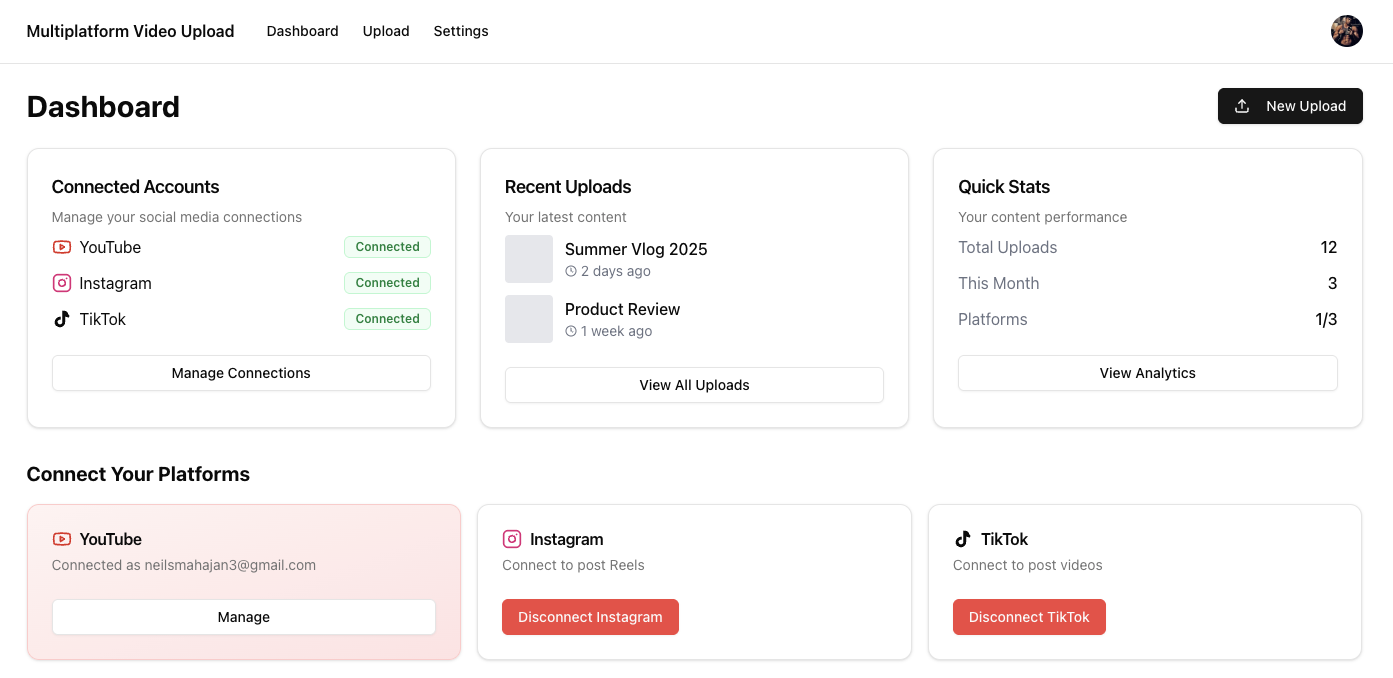 Multiplatform Video Upload Dashboard Upload Settings
Dashboard
New Upload
Connected Accounts
Manage your social media connections
YouTube Connected
Instagram Connected
TikTok Connected
Manage Connections
Recent Uploads
Your latest content
Summer Vlog 2025
2 days ago
Product Review
1 week ago
View All Uploads
Quick Stats
Your content performance
Total Uploads 12
This Month 3
Platforms 1/3
View Analytics
Connect Your Platforms
YouTube
Connected as neilsmahajan3@gmail.com
Manage
Instagram
Connect to post Reels
Disconnect Instagram
TikTok
Connect to post videos
Disconnect TikTok